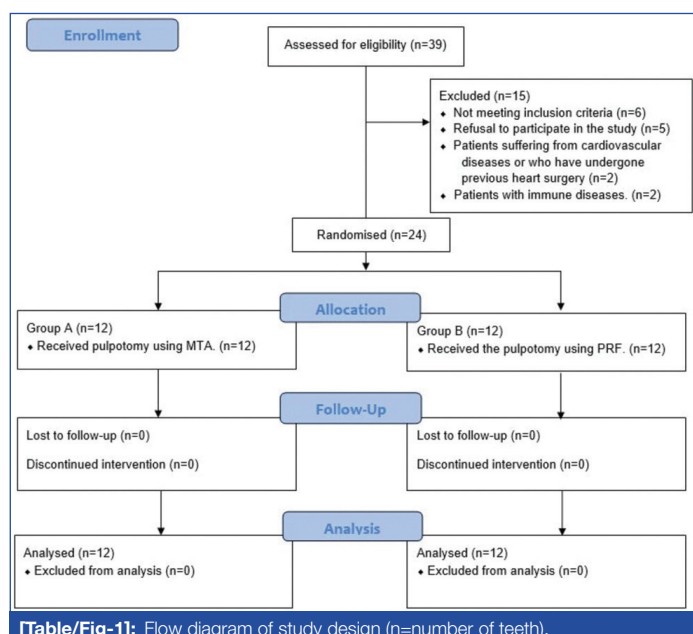 Enrollment
Assessed for eligibility (n=39)
Excluded (n=15)
♦ Not meeting inclusion criteria (n=6)
♦ Refusal to participate in the study (n=5)
♦ Patients suffering from cardiovascular
diseases or who have undergone
previous heart surgery (n=2)
♦ Patients with immune diseases. (n=2)
Randomised (n=24)
Allocation
Group A (n=12)
♦ Received pulpotomy using MTA. (n=12)
Group B (n=12)
♦ Received the pulpotomy using PRF. (n=12)
Follow-Up
Lost to follow-up (n=0)
Discontinued intervention (n=0)
Lost to follow-up (n=0)
Discontinued intervention (n=0)
Analysis
Analysed (n=12)
♦ Excluded from analysis (n=0)
Analysed (n=12)
♦ Excluded from analysis (n=0)
[Table/Fig-1]: Flow diagram of study design (n=number of teeth).